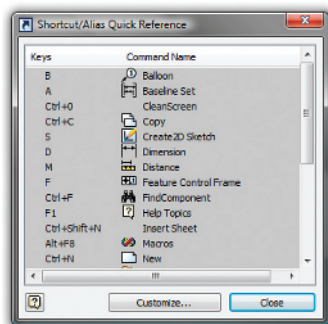 Shortcut/Alias Quick Reference
Keys Command Name
B Balloon
A Baseline Set
Ctrl+0 CleanScreen
Ctrl+C Copy
S Create2D Sketch
D Dimension
M Distance
F Feature Control Frame
Ctrl+F FindComponent
F1 Help Topics
Ctrl+Shift+N Insert Sheet
Alt+F8 Macros
Ctrl+N New
Customize... Close